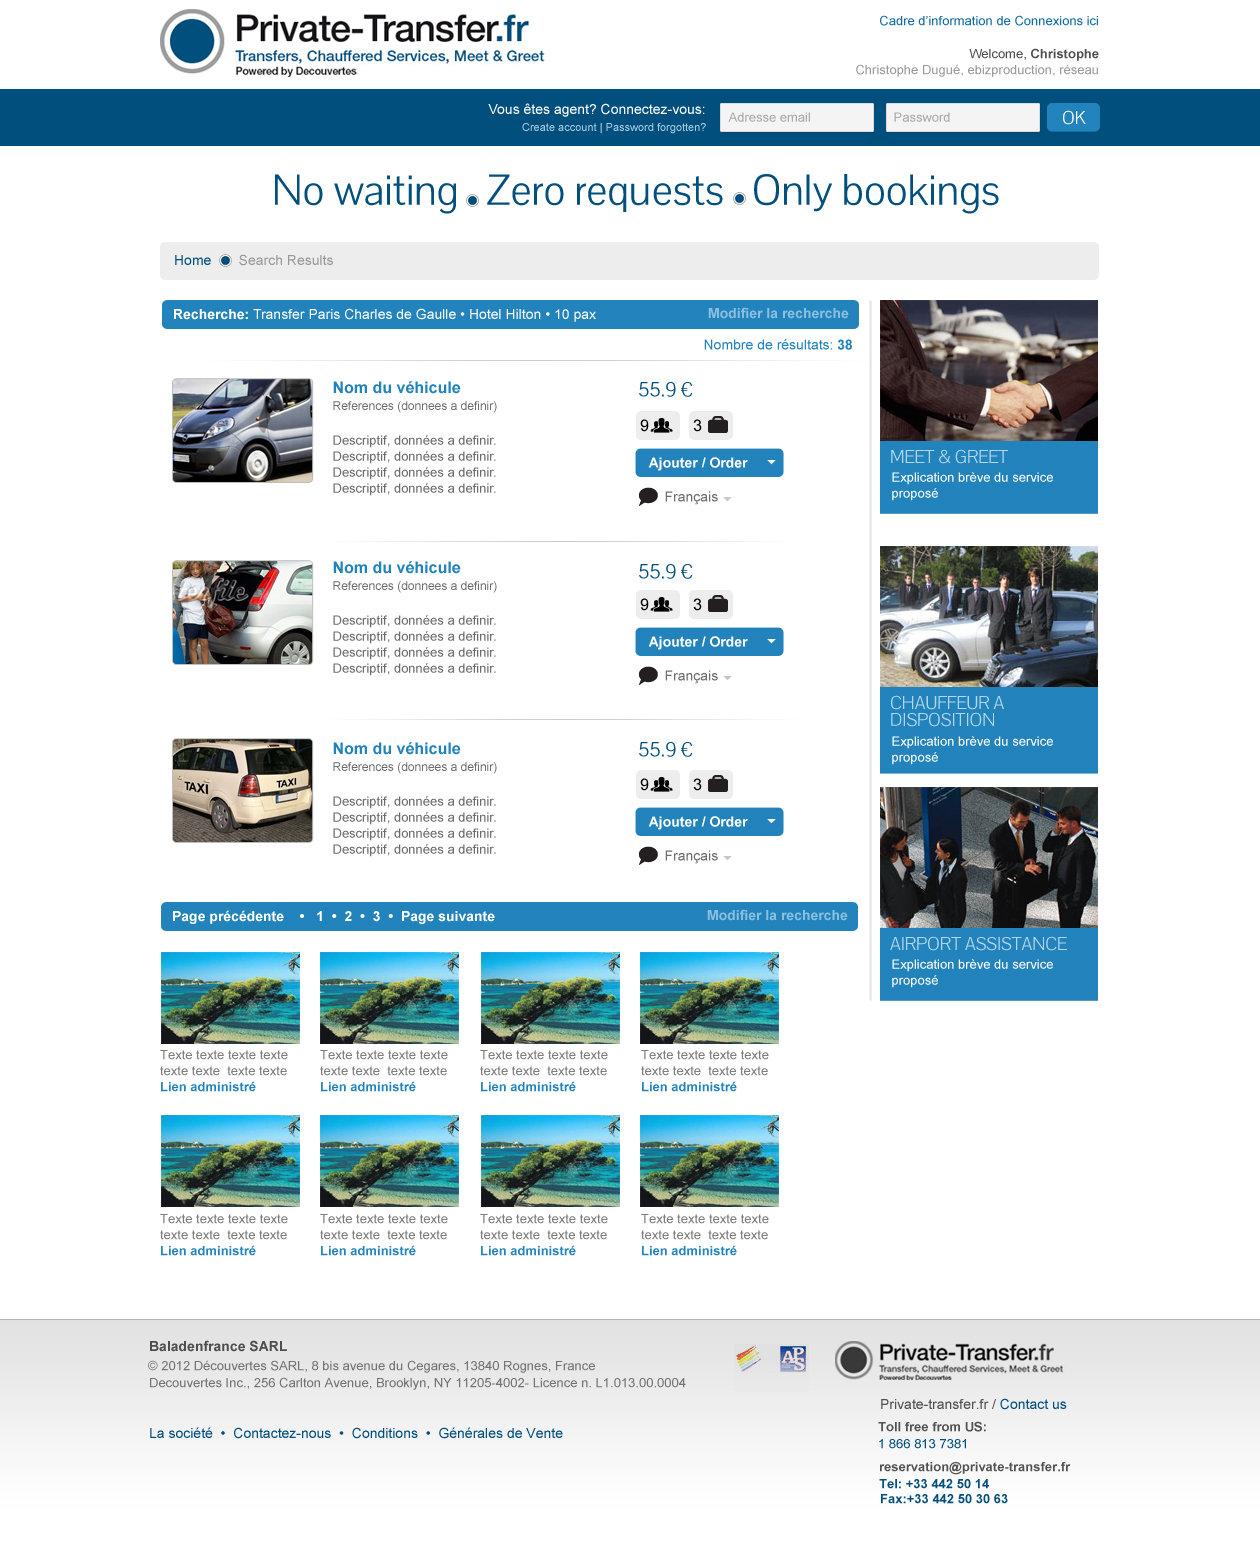 Private-Transfer.fr
Transfers, Chauffered Services, Meet & Greet
Powered by Decouvertes
Cadre d'information de Connexions ici
Welcome, Christophe
Christophe Dugué, ebizproduction, réseau
Vous êtes agent? Connectez-vous:
Create account | Password forgotten?
Adresse email
Password
OK
No waiting Zero requests Only bookings
Home Search Results
Recherche: Transfer Paris Charles de Gaulle • Hotel Hilton • 10 pax
Modifier la recherche
Nombre de résultats: 38
Nom du véhicule
References (donnees a definir)
Descriptif, données a definir.
Descriptif, données a definir.
Descriptif, données a definir.
Descriptif, données a definir.
55.9 €
9 3
Ajouter / Order
Français
Nom du véhicule
References (donnees a definir)
Descriptif, données a definir.
Descriptif, données a definir.
Descriptif, données a definir.
Descriptif, données a definir.
55.9 €
9 3
Ajouter / Order
Français
TAXI
TAXI
Nom du véhicule
References (donnees a definir)
Descriptif, données a definir.
Descriptif, données a definir.
Descriptif, données a definir.
Descriptif, données a definir.
55.9 €
9 3
Ajouter / Order
Français
MEET & GREET
Explication brève du service
proposé
CHAUFFEUR A
DISPOSITION
Explication brève du service
proposé
AIRPORT ASSISTANCE
Explication brève du service
proposé
Page précédente • 1 • 2 • 3 • Page suivante
Modifier la recherche
Texte texte texte texte
texte texte texte texte
Lien administré
Texte texte texte texte
texte texte texte texte
Lien administré
Texte texte texte texte
texte texte texte texte
Lien administré
Texte texte texte texte
texte texte texte texte
Lien administré
Texte texte texte texte
texte texte texte texte
Lien administré
Texte texte texte texte
texte texte texte texte
Lien administré
Texte texte texte texte
texte texte texte texte
Lien administré
Texte texte texte texte
texte texte texte texte
Lien administré
Baladenfrance SARL
© 2012 Découvertes SARL, 8 bis avenue du Cegares, 13840 Rognes, France
Decouvertes Inc., 256 Carlton Avenue, Brooklyn, NY 11205-4002- Licence n. L1.013.00.0004
La société • Contactez-nous • Conditions • Générales de Vente
APS
Private-Transfer.fr
Transfers, Chauffered Services, Meet & Greet
Powered by Decouvertes
Private-transfer.fr / Contact us
Toll free from US:
1 866 813 7381
reservation@private-transfer.fr
Tel: +33 442 50 14
Fax:+33 442 50 30 63